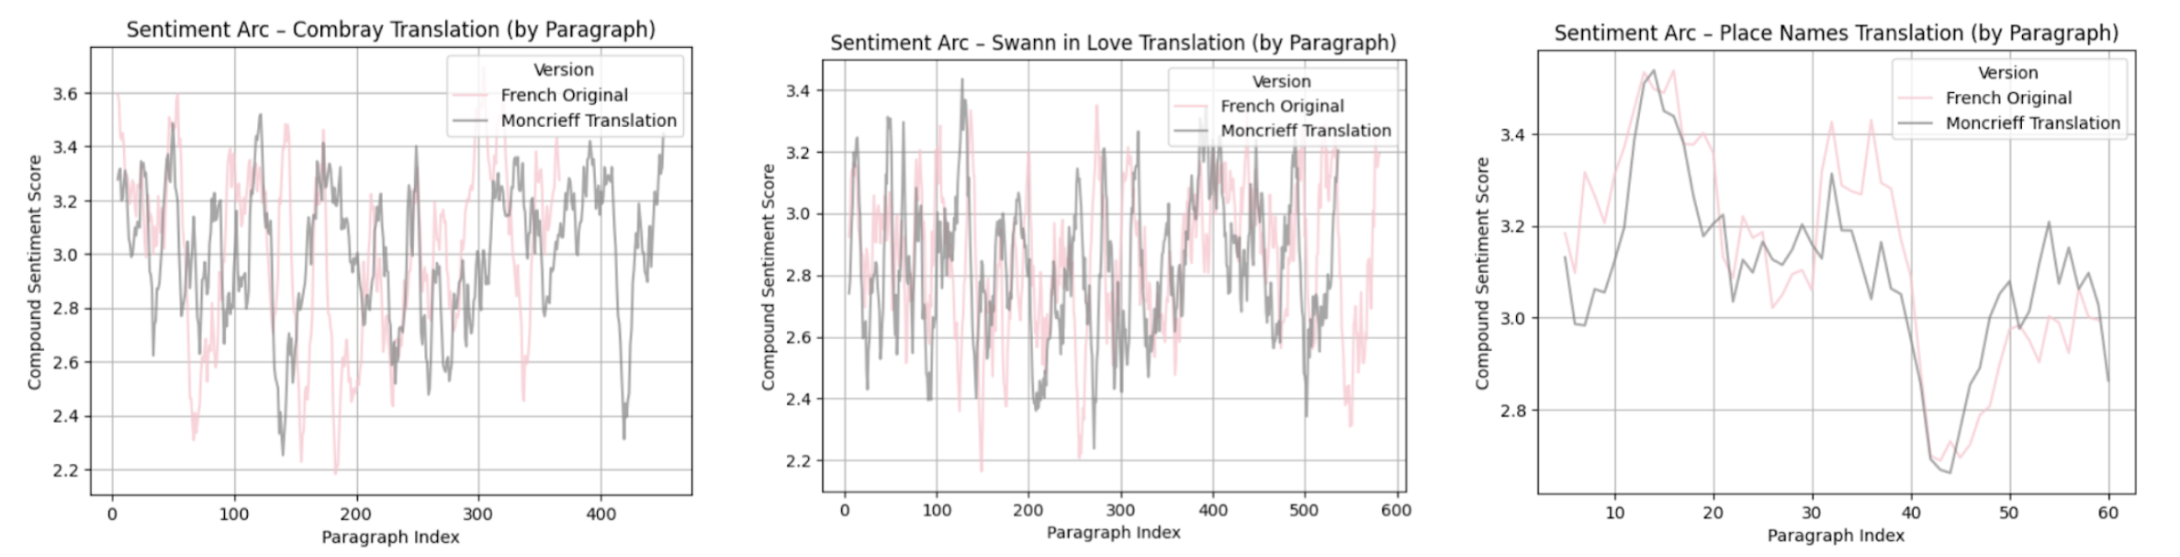 Sentiment Arc – Combray Translation (by Paragraph)
Version
French Original
Moncrieff Translation
Compound Sentiment Score
3.6
3.4
3.2
3.0
2.8
2.6
2.4
2.2
0 100 200 300 400
Paragraph Index
Sentiment Arc – Swann in Love Translation (by Paragraph)
Version
French Original
Moncrieff Translation
Compound Sentiment Score
3.4
3.2
3.0
2.8
2.6
2.4
2.2
0 100 200 300 400 500 600
Paragraph Index
Sentiment Arc – Place Names Translation (by Paragraph)
Version
French Original
Moncrieff Translation
Compound Sentiment Score
3.4
3.2
3.0
2.8
10 20 30 40 50 60
Paragraph Index